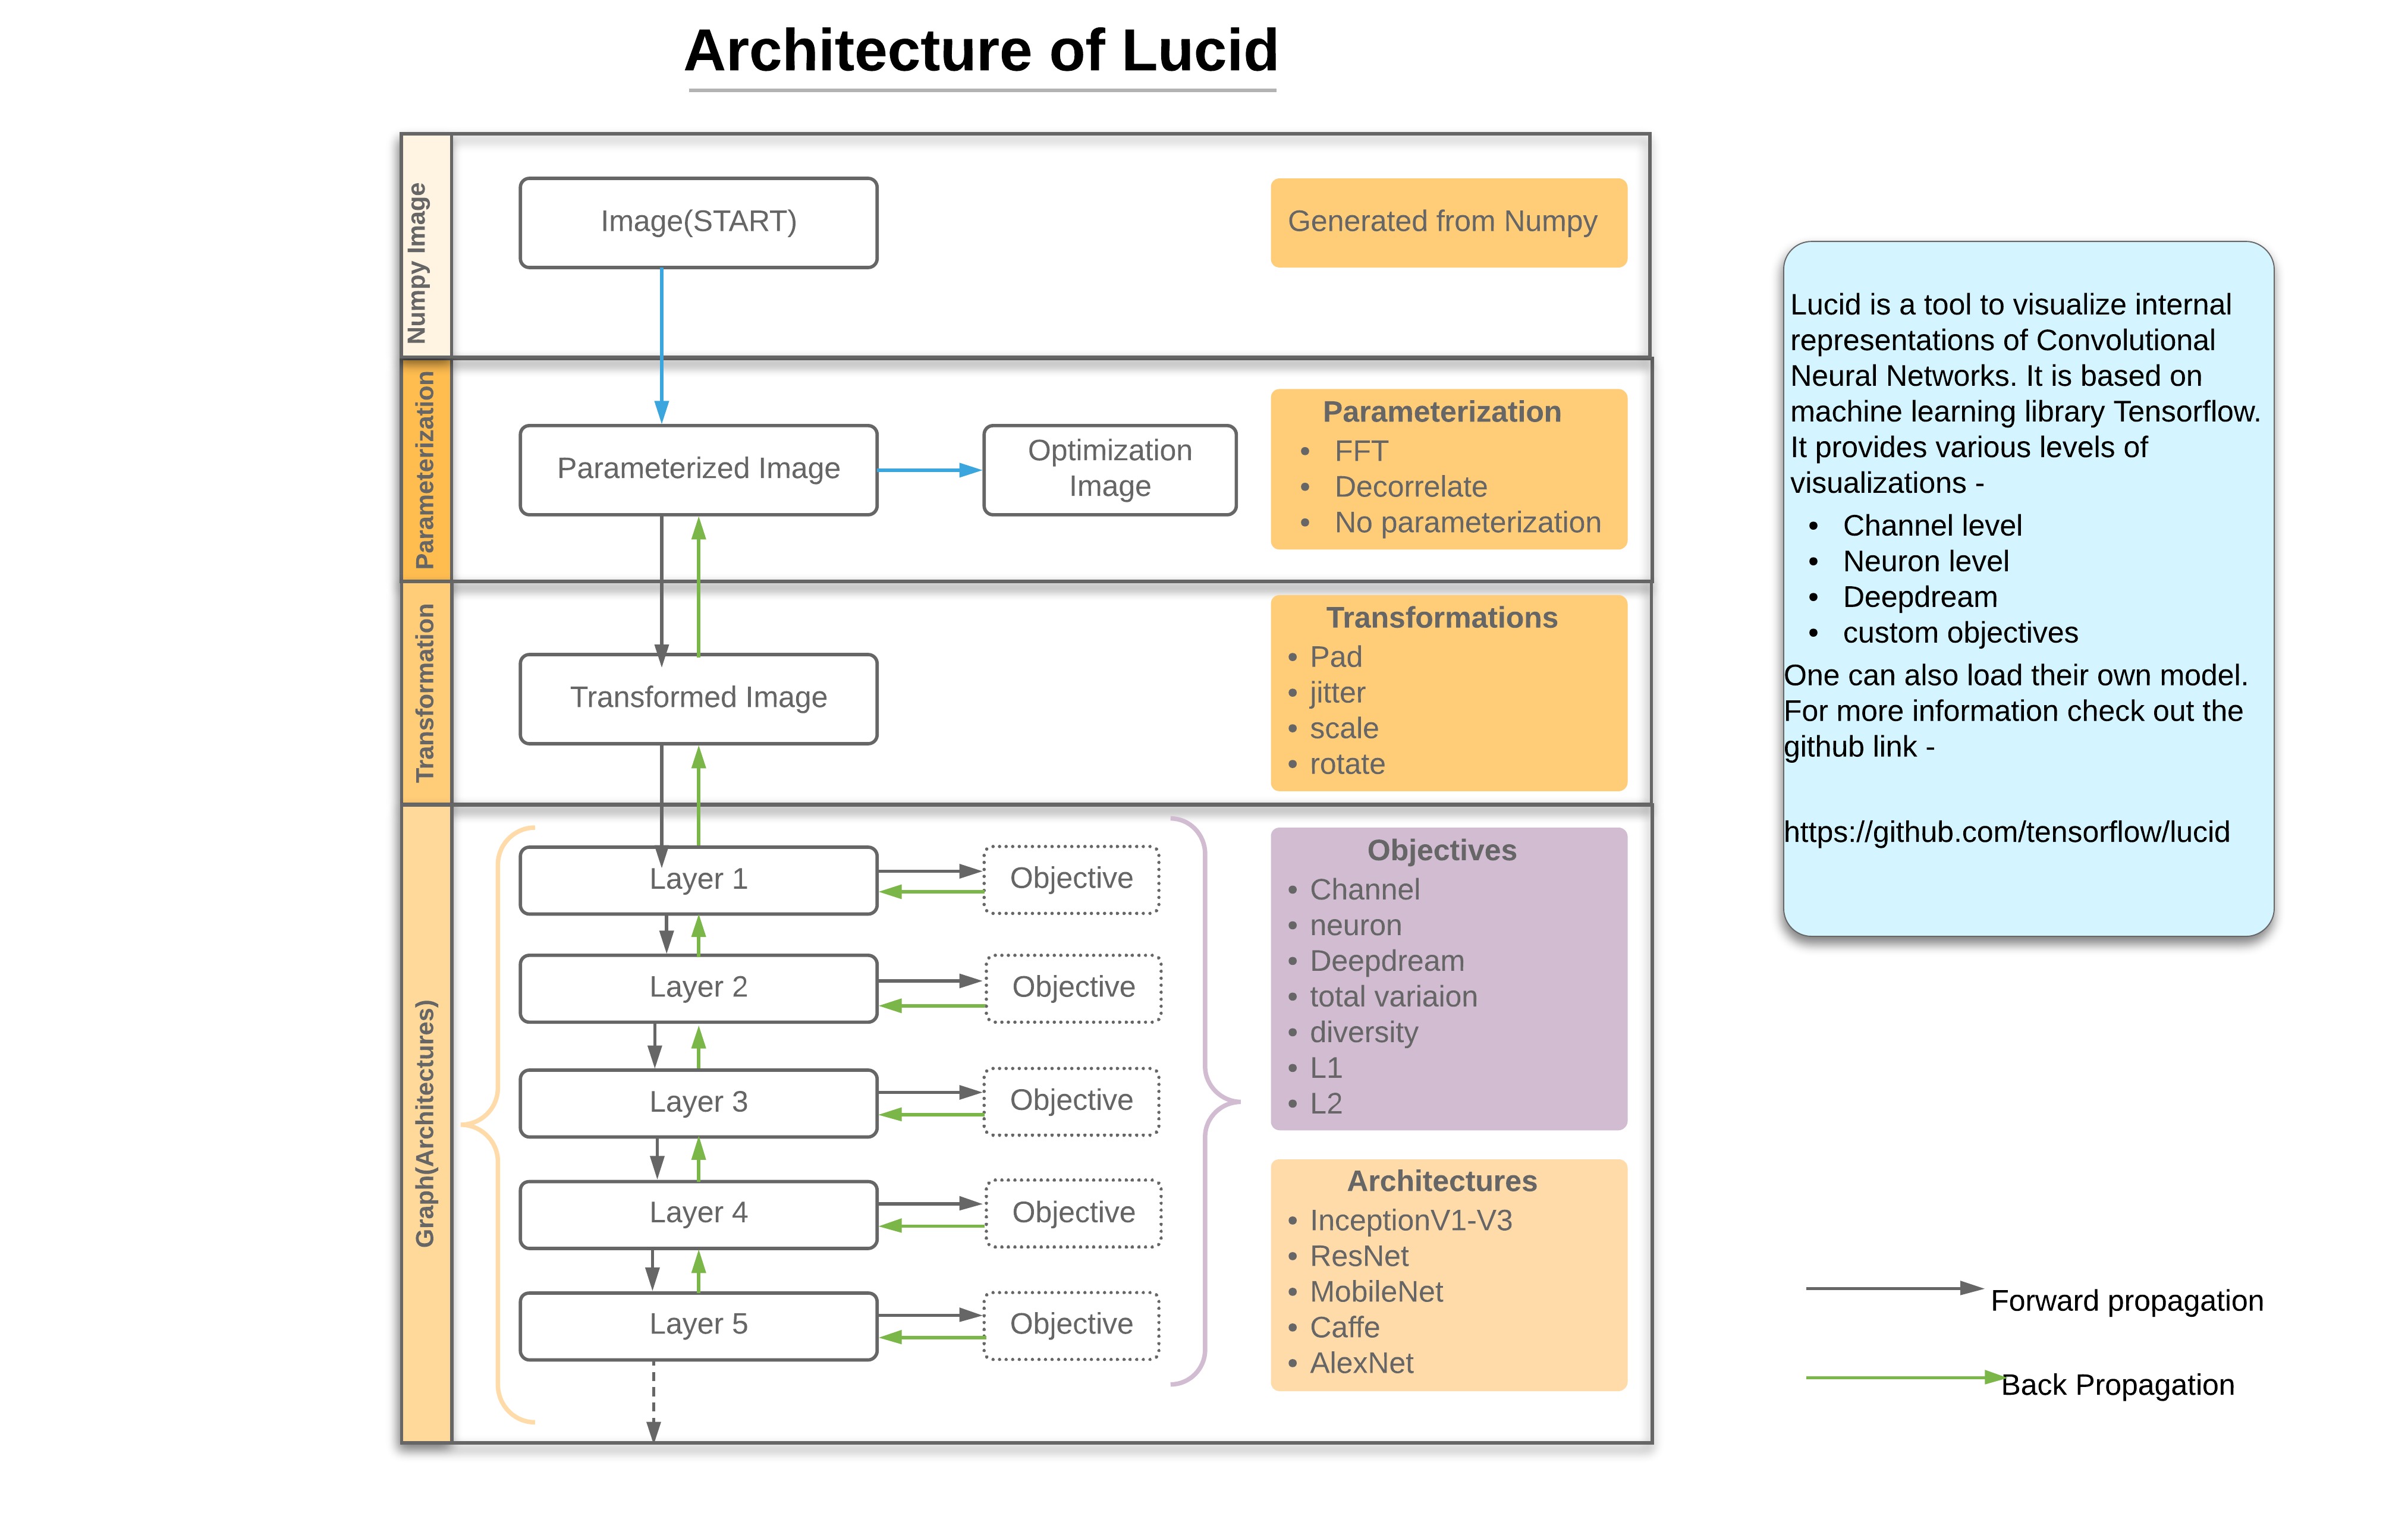 Architecture of Lucid
Numpy Image
Image(START)
Generated from Numpy
Parameterization
Parameterized Image
Optimization
Image
Parameterization
• FFT
• Decorrelate
• No parameterization
Transformation
Transformed Image
Transformations
• Pad
• jitter
• scale
• rotate
Graph(Architectures)
Layer 1
Objective
Layer 2
Objective
Layer 3
Objective
Layer 4
Objective
Layer 5
Objective
Objectives
• Channel
• neuron
• Deepdream
• total variaion
• diversity
• L1
• L2
Architectures
• InceptionV1-V3
• ResNet
• MobileNet
• Caffe
• AlexNet
Lucid is a tool to visualize internal
representations of Convolutional
Neural Networks. It is based on
machine learning library Tensorflow.
It provides various levels of
visualizations -
• Channel level
• Neuron level
• Deepdream
• custom objectives
One can also load their own model.
For more information check out the
github link -
https://github.com/tensorflow/lucid
Forward propagation
Back Propagation